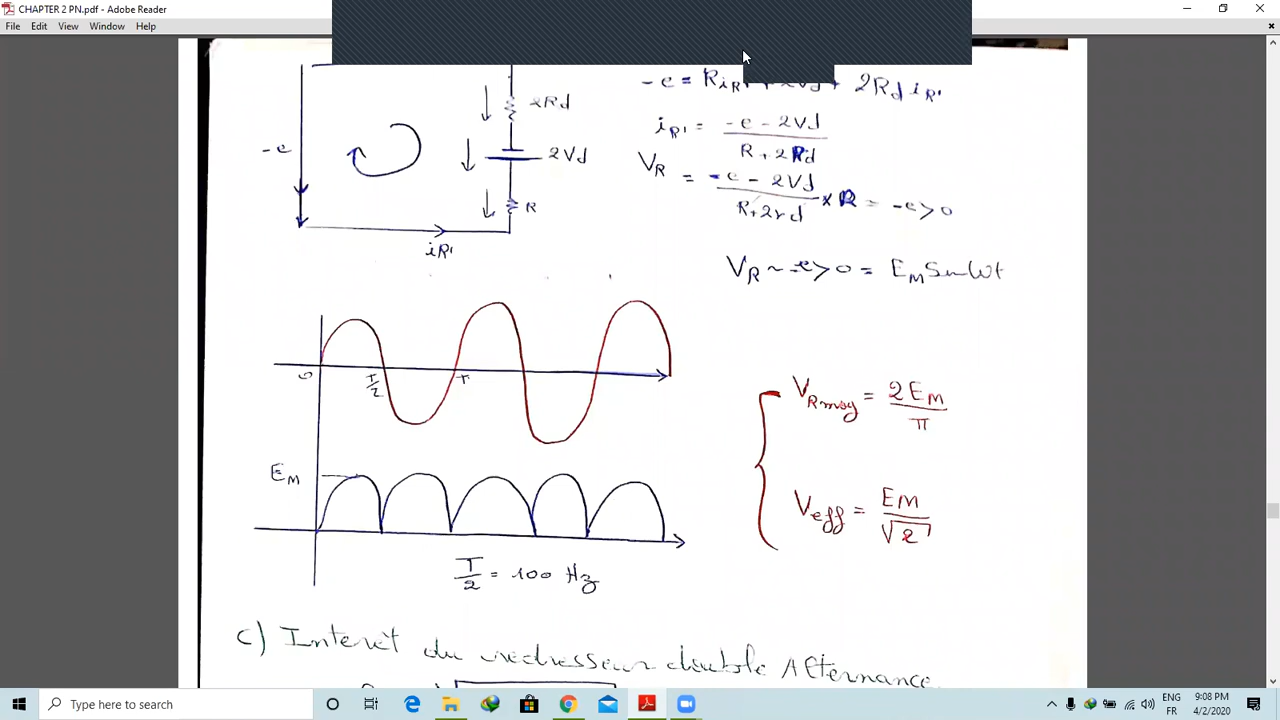 CHAPTER 2 PN.pdf - Adobe Reader
File Edit View Window Help
2Rd
-e
2Vd
R
iR'
-e = R iR' + 2Vd + 2Rd iR'
iR' = -e - 2Vd / R + 2Rd
VR = -e - 2Vd / R + 2rd × R = -e > 0
VR ~ -e > 0 = EM Sin Wt
0 T/2 T
VRmoy = 2EM / π
EM
Veff = EM / √2
T/2 = 100 Hz
c) Interêt du redresseur double Alternance
Type here to search
ENG
FR
9:08 PM
4/2/2020